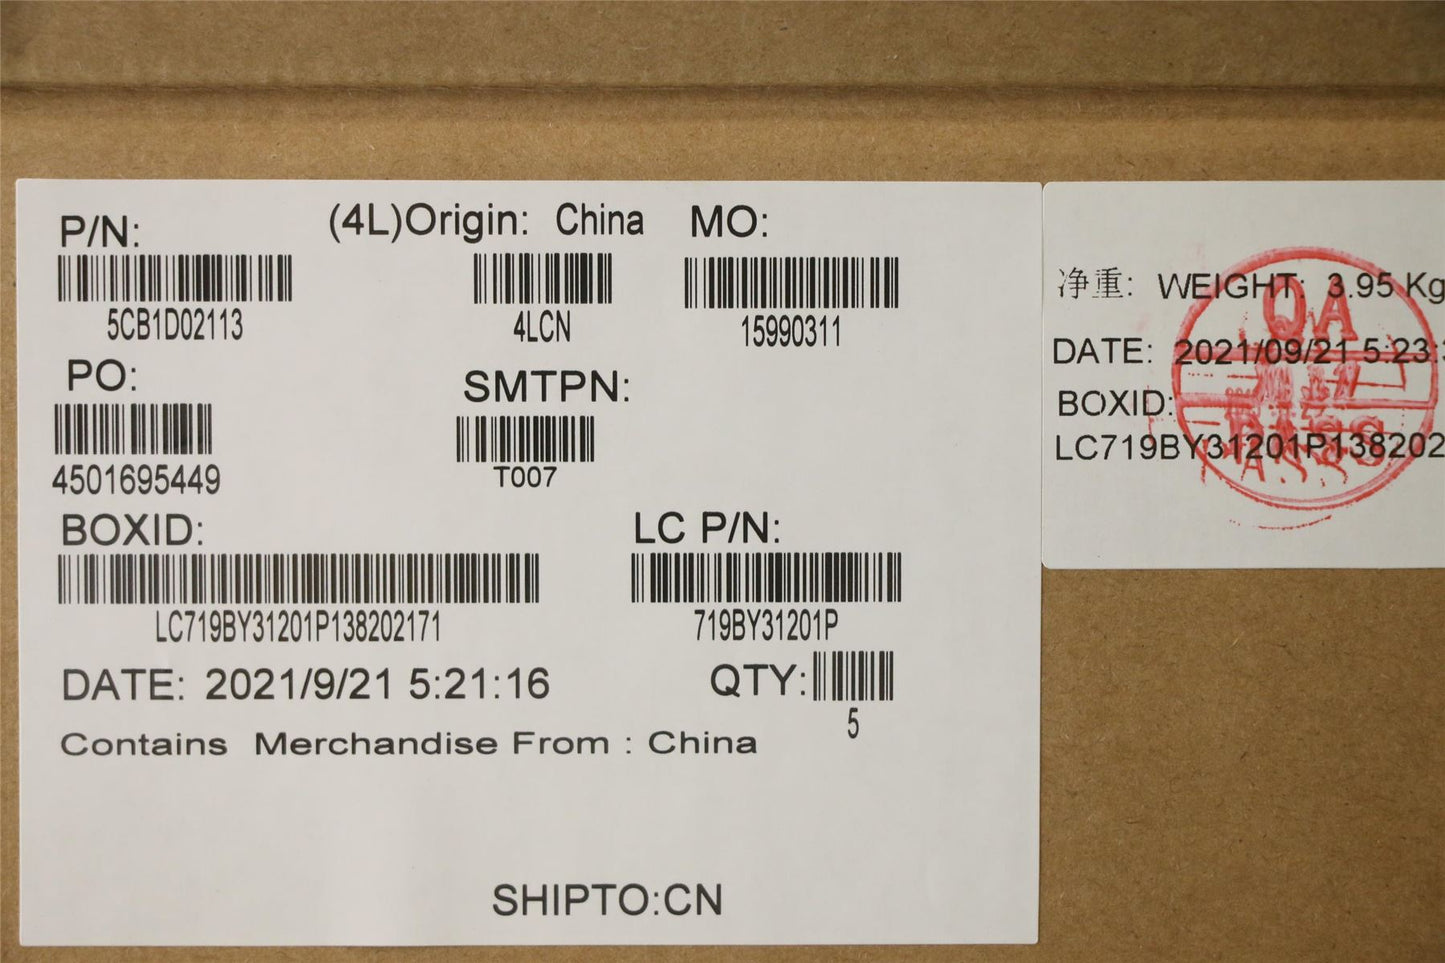 P/N: (4L)Origin: China MO:
5CB1D02113 4LCN 15990311
PO: SMTPN:
4501695449 T007
BOXID: LC P/N:
LC719BY31201P138202171 719BY31201P
DATE: 2021/9/21 5:21:16 QTY:
5
Contains Merchandise From : China
SHIPTO:CN
净重: WEIGHT: 3.95 Kg
DATE: 2021/09/21 5:23:
BOXID:
LC719BY31201P138202
QA
PASS